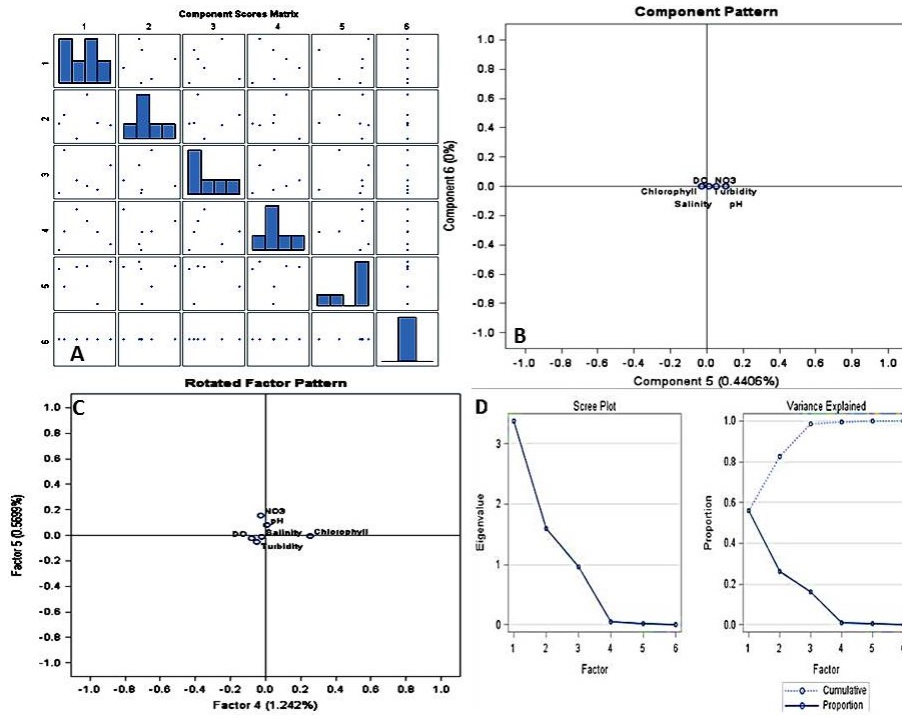 Component Scores Matrix
1 2 3 4 5 6
1
2
3
4
5
6
A
Component Pattern
1.0
0.8
0.6
0.4
0.2
0.0
-0.2
-0.4
-0.6
-0.8
-1.0
Component 6 (0%)
DO NO3
Chlorophyll Turbidity
Salinity pH
B
-1.0 -0.8 -0.6 -0.4 -0.2 0.0 0.2 0.4 0.6 0.8 1.0
Component 5 (0.4406%)
Rotated Factor Pattern
C
1.0
0.8
0.6
0.4
0.2
0.0
-0.2
-0.4
-0.6
-0.8
-1.0
Factor 5 (0.5699%)
NO3
pH
DO Salinity Chlorophyll
Turbidity
-1.0 -0.8 -0.6 -0.4 -0.2 0.0 0.2 0.4 0.6 0.8 1.0
Factor 4 (1.242%)
D
Scree Plot
3
2
1
0
Eigenvalue
1 2 3 4 5 6
Factor
Variance Explained
1.0
0.8
0.6
0.4
0.2
0.0
Proportion
1 2 3 4 5 6
Factor
Cumulative
Proportion